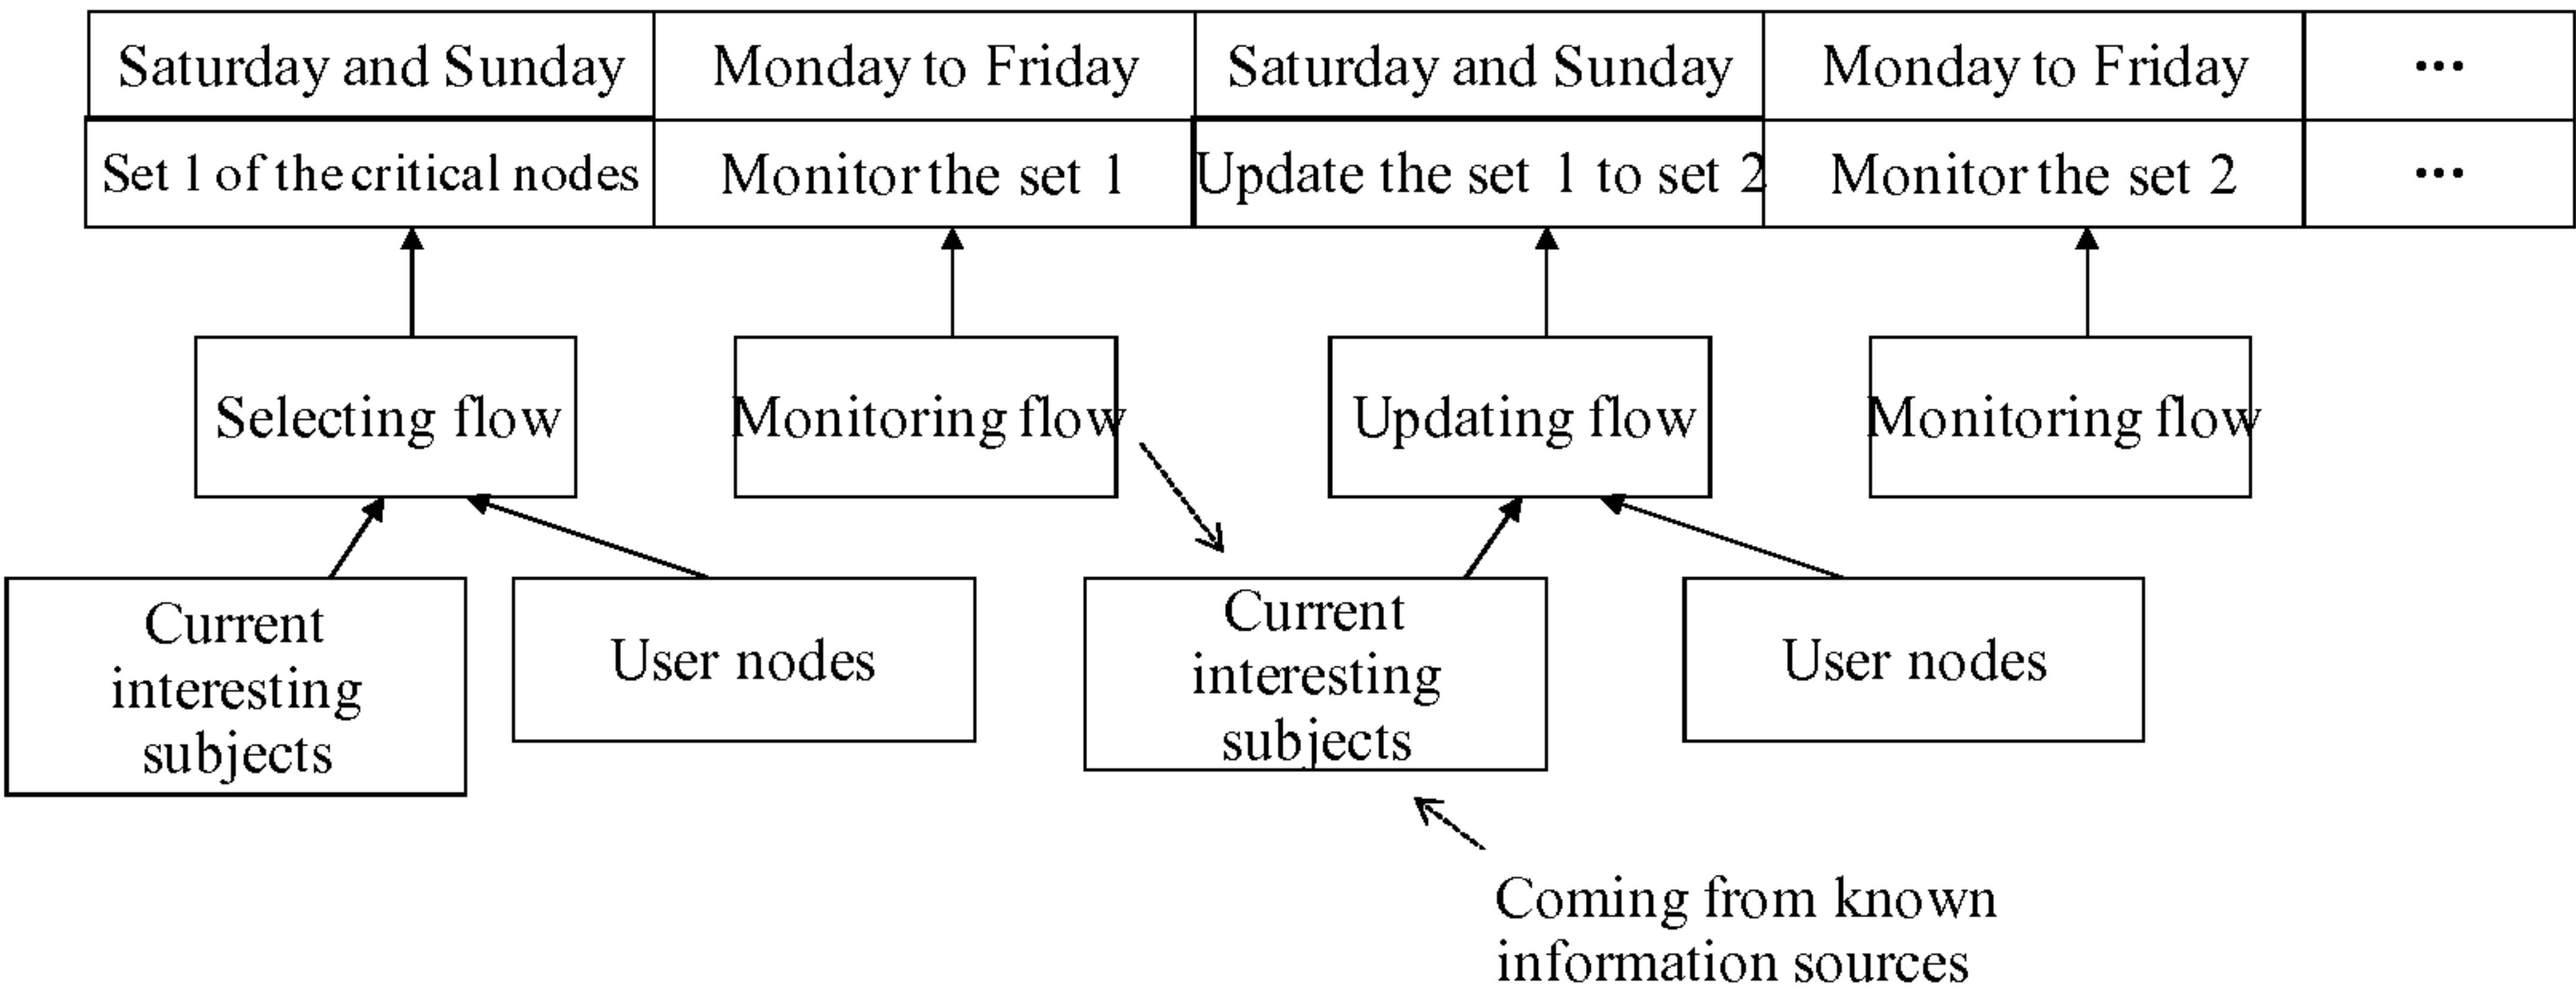 Saturday and Sunday
Monday to Friday
Saturday and Sunday
Monday to Friday
...
Set 1 of the critical nodes
Monitor the set 1
Update the set 1 to set 2
Monitor the set 2
...
Selecting flow
Monitoring flow
Updating flow
Monitoring flow
Current
interesting
subjects
User nodes
Current
interesting
subjects
User nodes
Coming from known
information sources